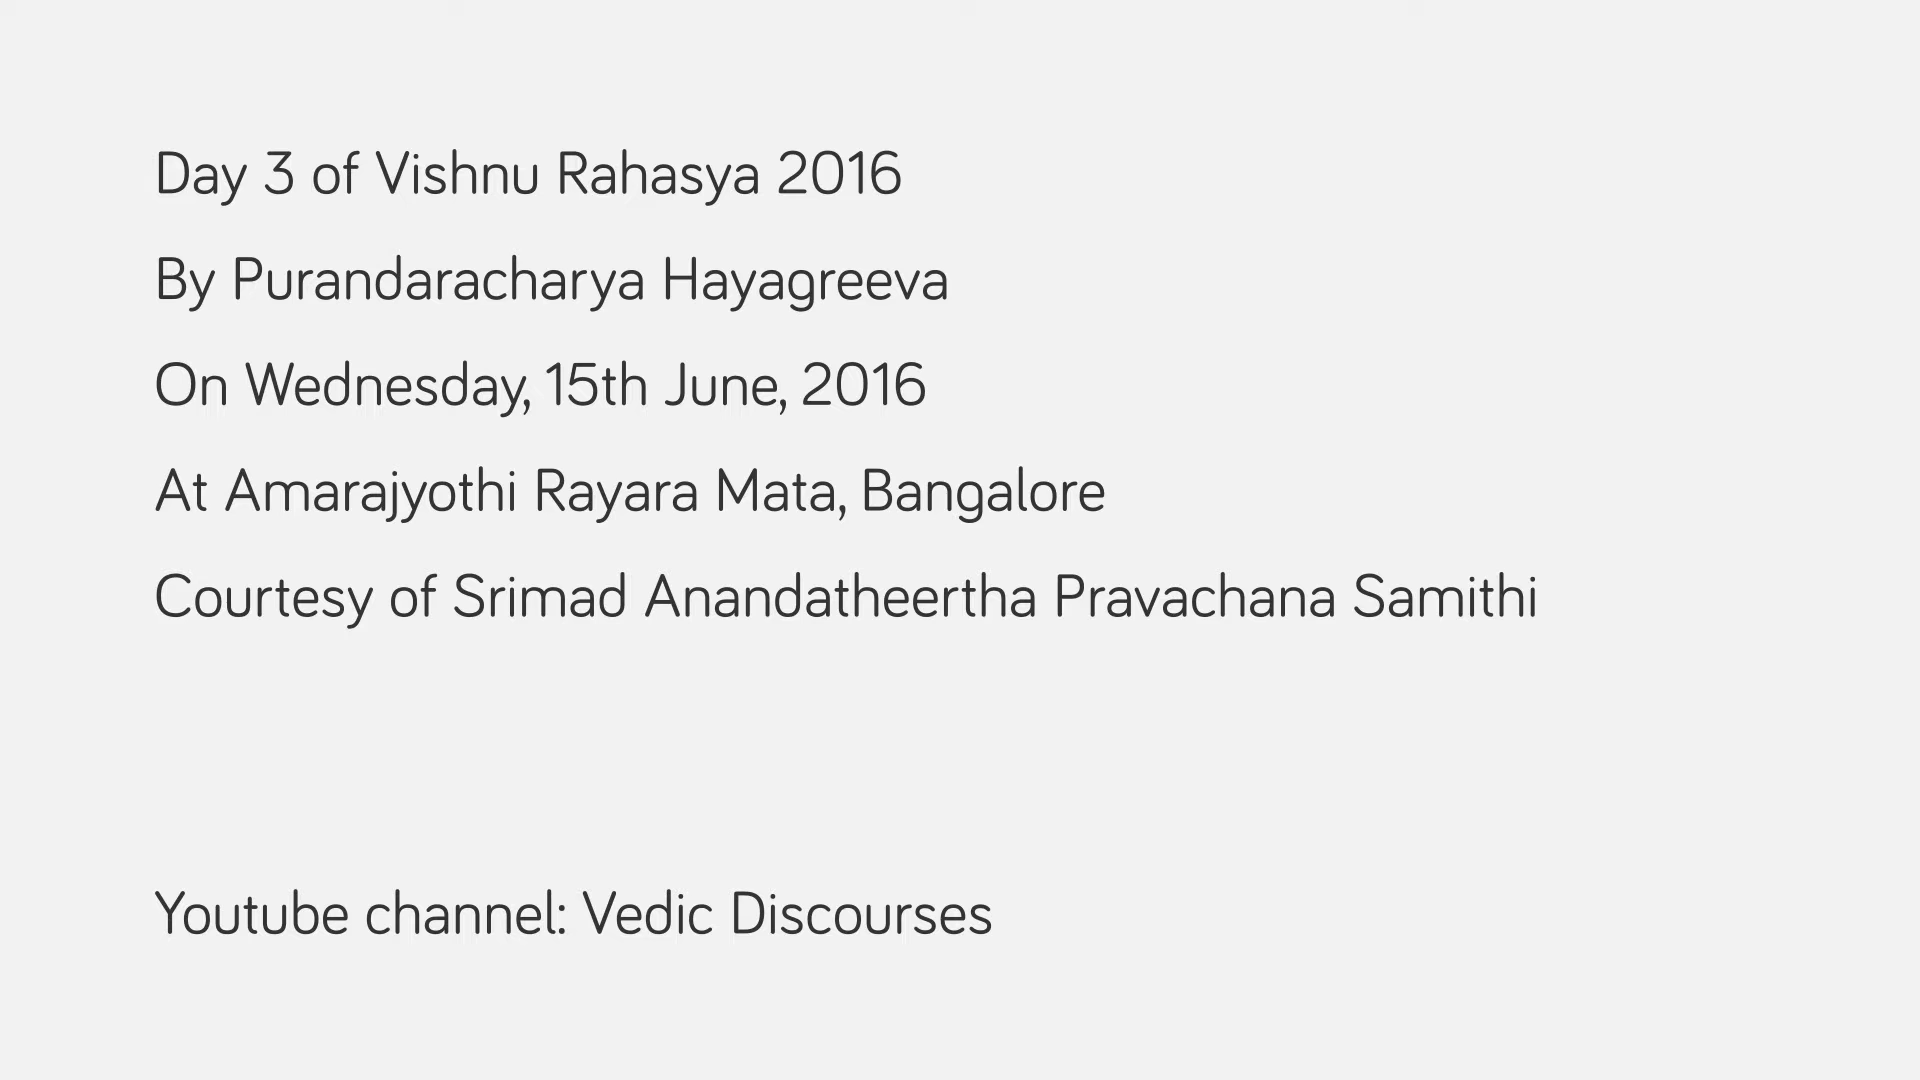 Day 3 of Vishnu Rahasya 2016
By Purandaracharya Hayagreeva
On Wednesday, 15th June, 2016
At Amarajyothi Rayara Mata, Bangalore
Courtesy of Srimad Anandatheertha Pravachana Samithi
Youtube channel: Vedic Discourses